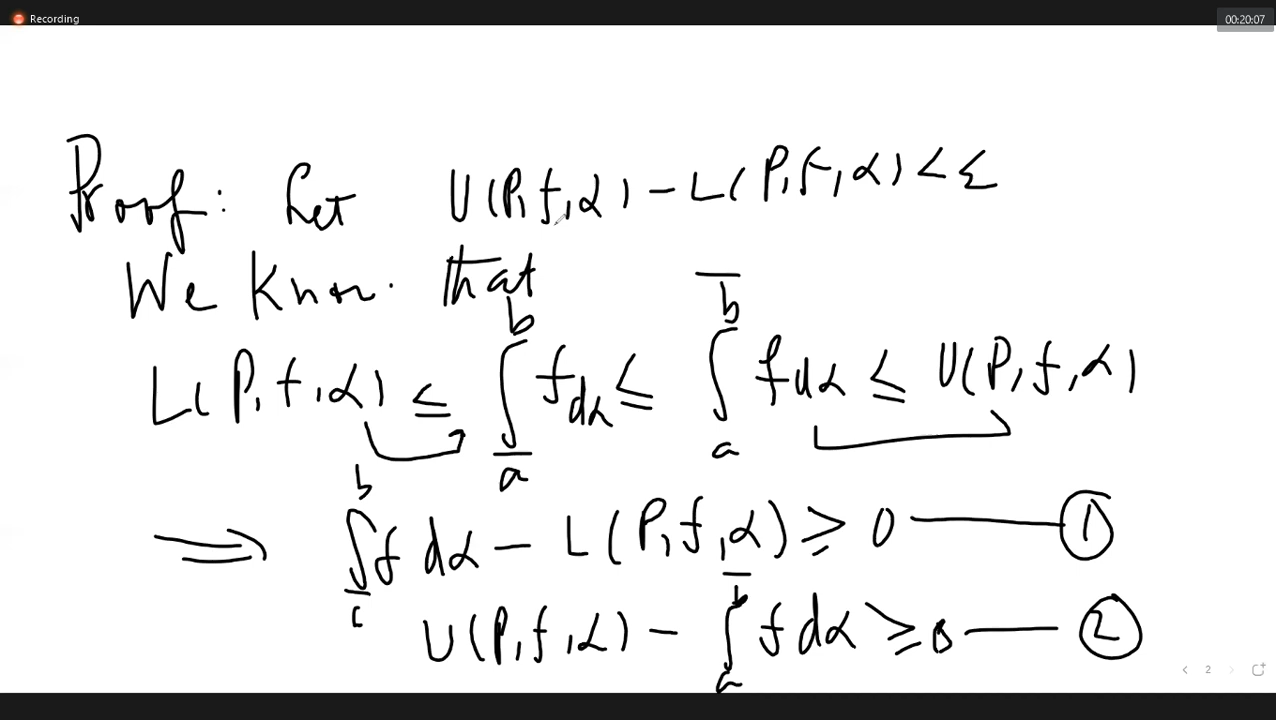 Recording
00:20:07
Proof: Let U(P,f,α) - L(P,f,α) < ε
We know that
L(P,f,α) ≤ ∫_a^b f dα ≤ ∫_a^b̅ f dα ≤ U(P,f,α)
⟹ ∫^b f dα - L(P,f,α) ≥ 0 — ①
U(P,f,α) - ∫_a^b̅ f dα ≥ 0 — ②
2